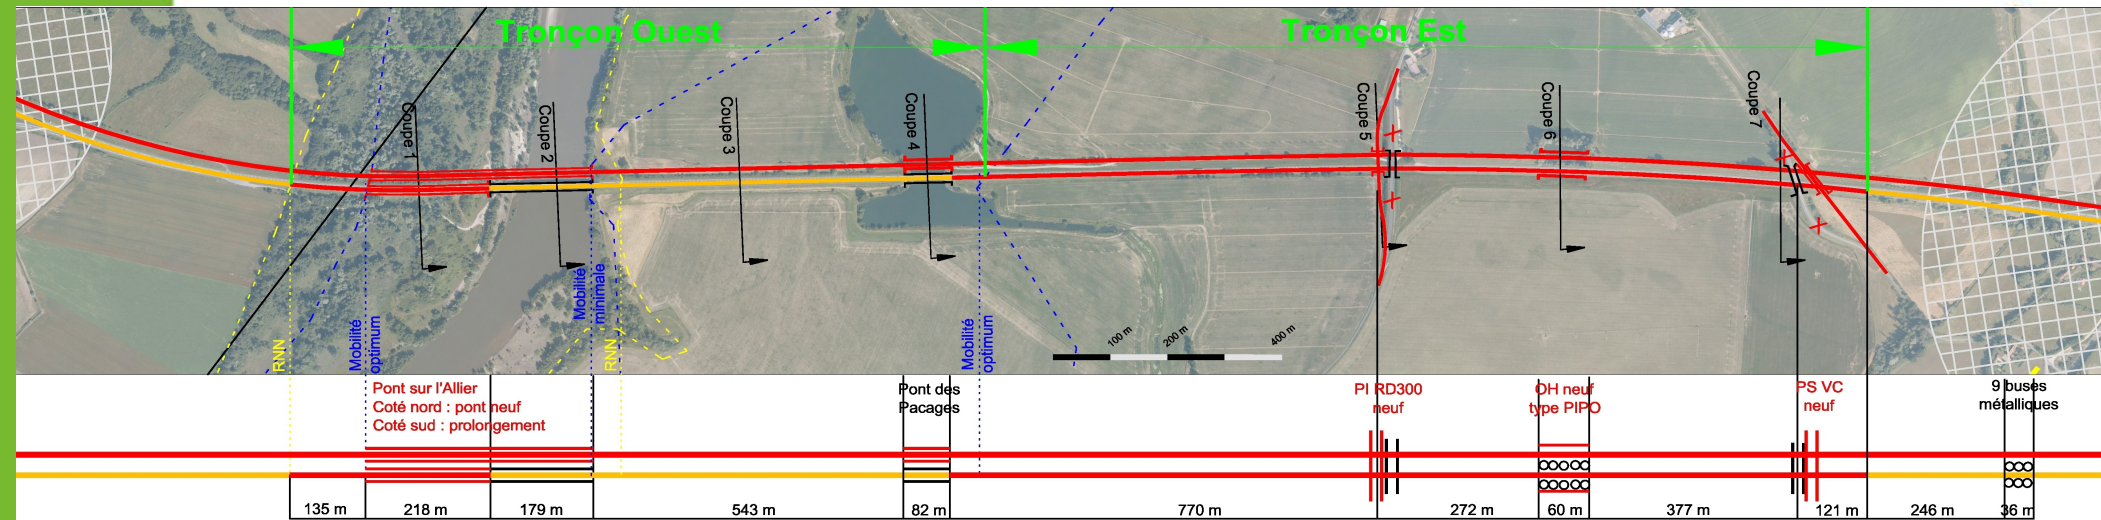 Tronçon Ouest
Tronçon Est
Coupe 1
Coupe 2
Coupe 3
Coupe 4
Coupe 5
Coupe 6
Coupe 7
RNN
Mobilité
optimum
Mobilité
minimale
RNN
Mobilité
optimum
100 m
200 m
400 m
Pont sur l'Allier
Coté nord : pont neuf
Coté sud : prolongement
Pont des
Pacages
PI RD300
neuf
OH neuf
type PIPO
PS VC
neuf
9 buses
métalliques
135 m
218 m
179 m
543 m
82 m
770 m
272 m
60 m
377 m
121 m
246 m
36 m